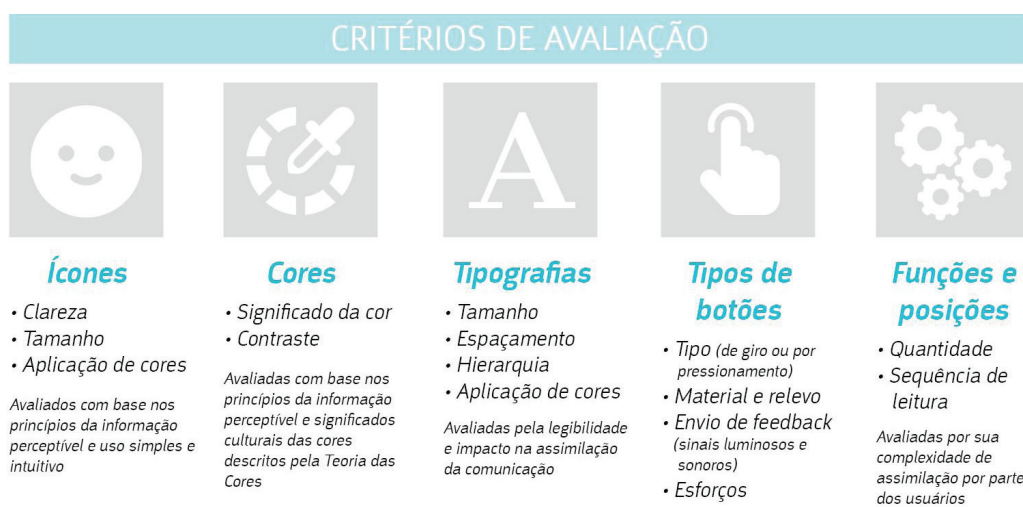 CRITÉRIOS DE AVALIAÇÃO
A
Ícones
• Clareza
• Tamanho
• Aplicação de cores
Avaliados com base nos
princípios da informação
perceptível e uso simples e
intuitivo
Cores
• Significado da cor
• Contraste
Avaliadas com base nos
princípios da informação
perceptível e significados
culturais das cores
descritos pela Teoria das
Cores
Tipografias
• Tamanho
• Espaçamento
• Hierarquia
• Aplicação de cores
Avaliadas pela legibilidade
e impacto na assimilação
da comunicação
Tipos de
botões
• Tipo (de giro ou por
pressionamento)
• Material e relevo
• Envio de feedback
(sinais luminosos e
sonoros)
• Esforços
Funções e
posições
• Quantidade
• Sequência de
leitura
Avaliadas por sua
complexidade de
assimilação por parte
dos usuários